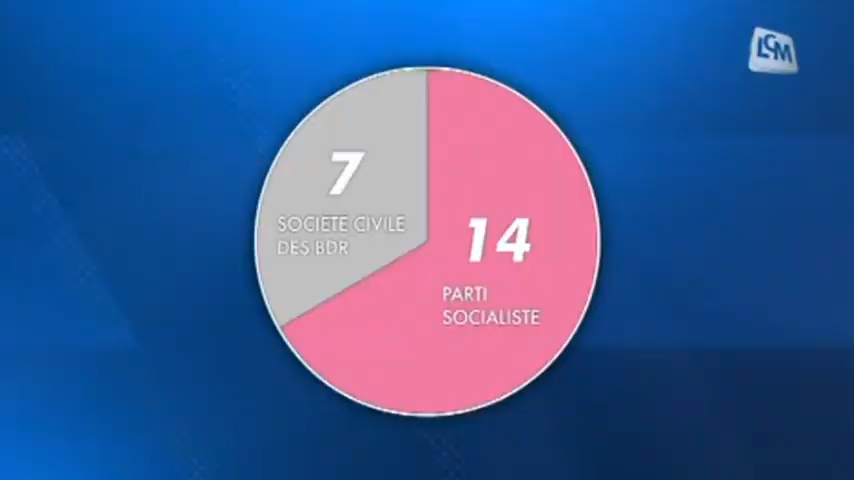 LCM
7
SOCIETE CIVILE
DES BDR
14
PARTI
SOCIALISTE